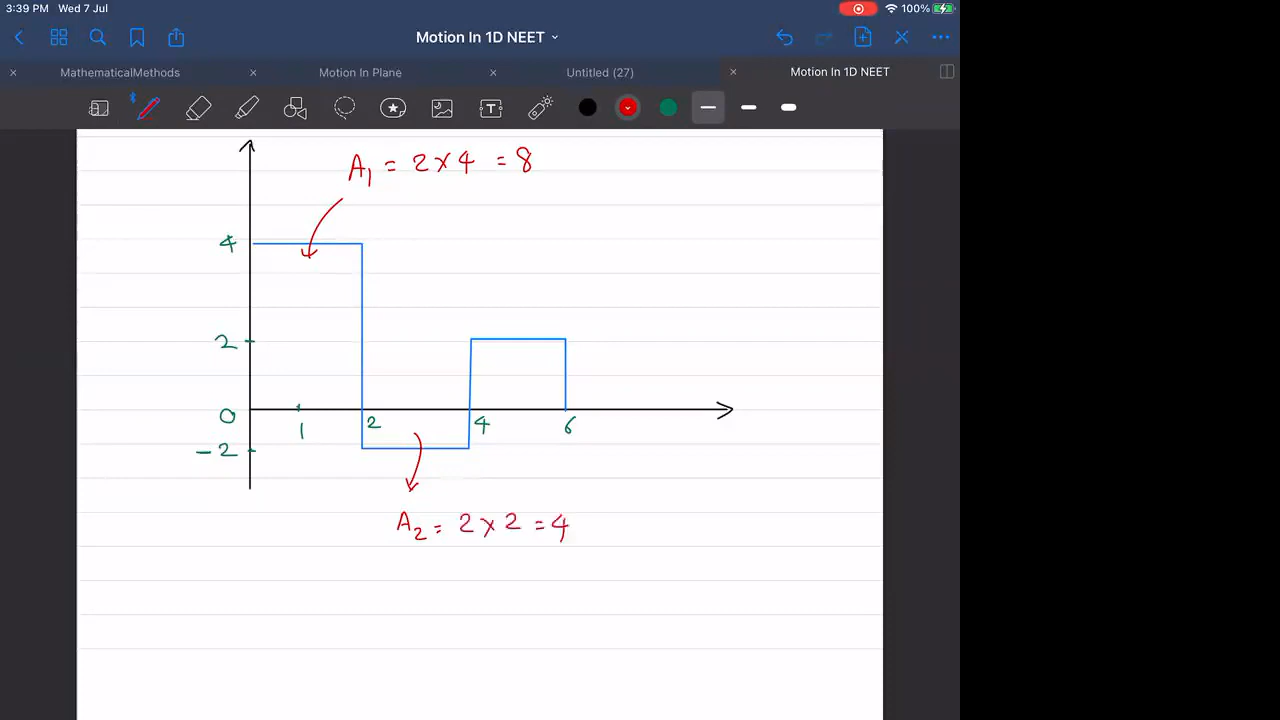 3:39 PM Wed 7 Jul
100%
Motion In 1D NEET
MathematicalMethods
Motion In Plane
Untitled (27)
Motion In 1D NEET
T
A1 = 2 × 4 = 8
4
2
0
1
2
4
6
-2
A2 = 2 × 2 = 4